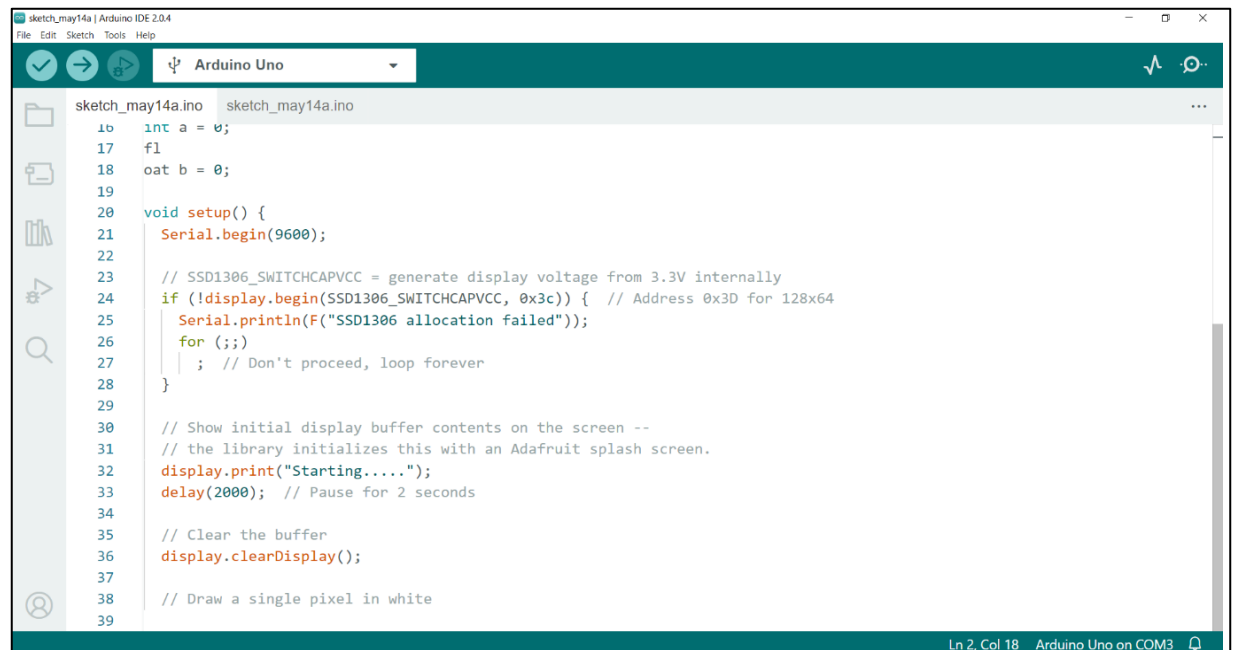 sketch_may14a | Arduino IDE 2.0.4
File Edit Sketch Tools Help
Arduino Uno
sketch_may14a.ino sketch_may14a.ino
16 int a = 0;
17 fl
18 oat b = 0;
19
20 void setup() {
21 Serial.begin(9600);
22
23 // SSD1306_SWITCHCAPVCC = generate display voltage from 3.3V internally
24 if (!display.begin(SSD1306_SWITCHCAPVCC, 0x3c)) { // Address 0x3D for 128x64
25 Serial.println(F("SSD1306 allocation failed"));
26 for (;;)
27 ; // Don't proceed, loop forever
28 }
29
30 // Show initial display buffer contents on the screen --
31 // the library initializes this with an Adafruit splash screen.
32 display.print("Starting.....");
33 delay(2000); // Pause for 2 seconds
34
35 // Clear the buffer
36 display.clearDisplay();
37
38 // Draw a single pixel in white
39
Ln 2, Col 18 Arduino Uno on COM3